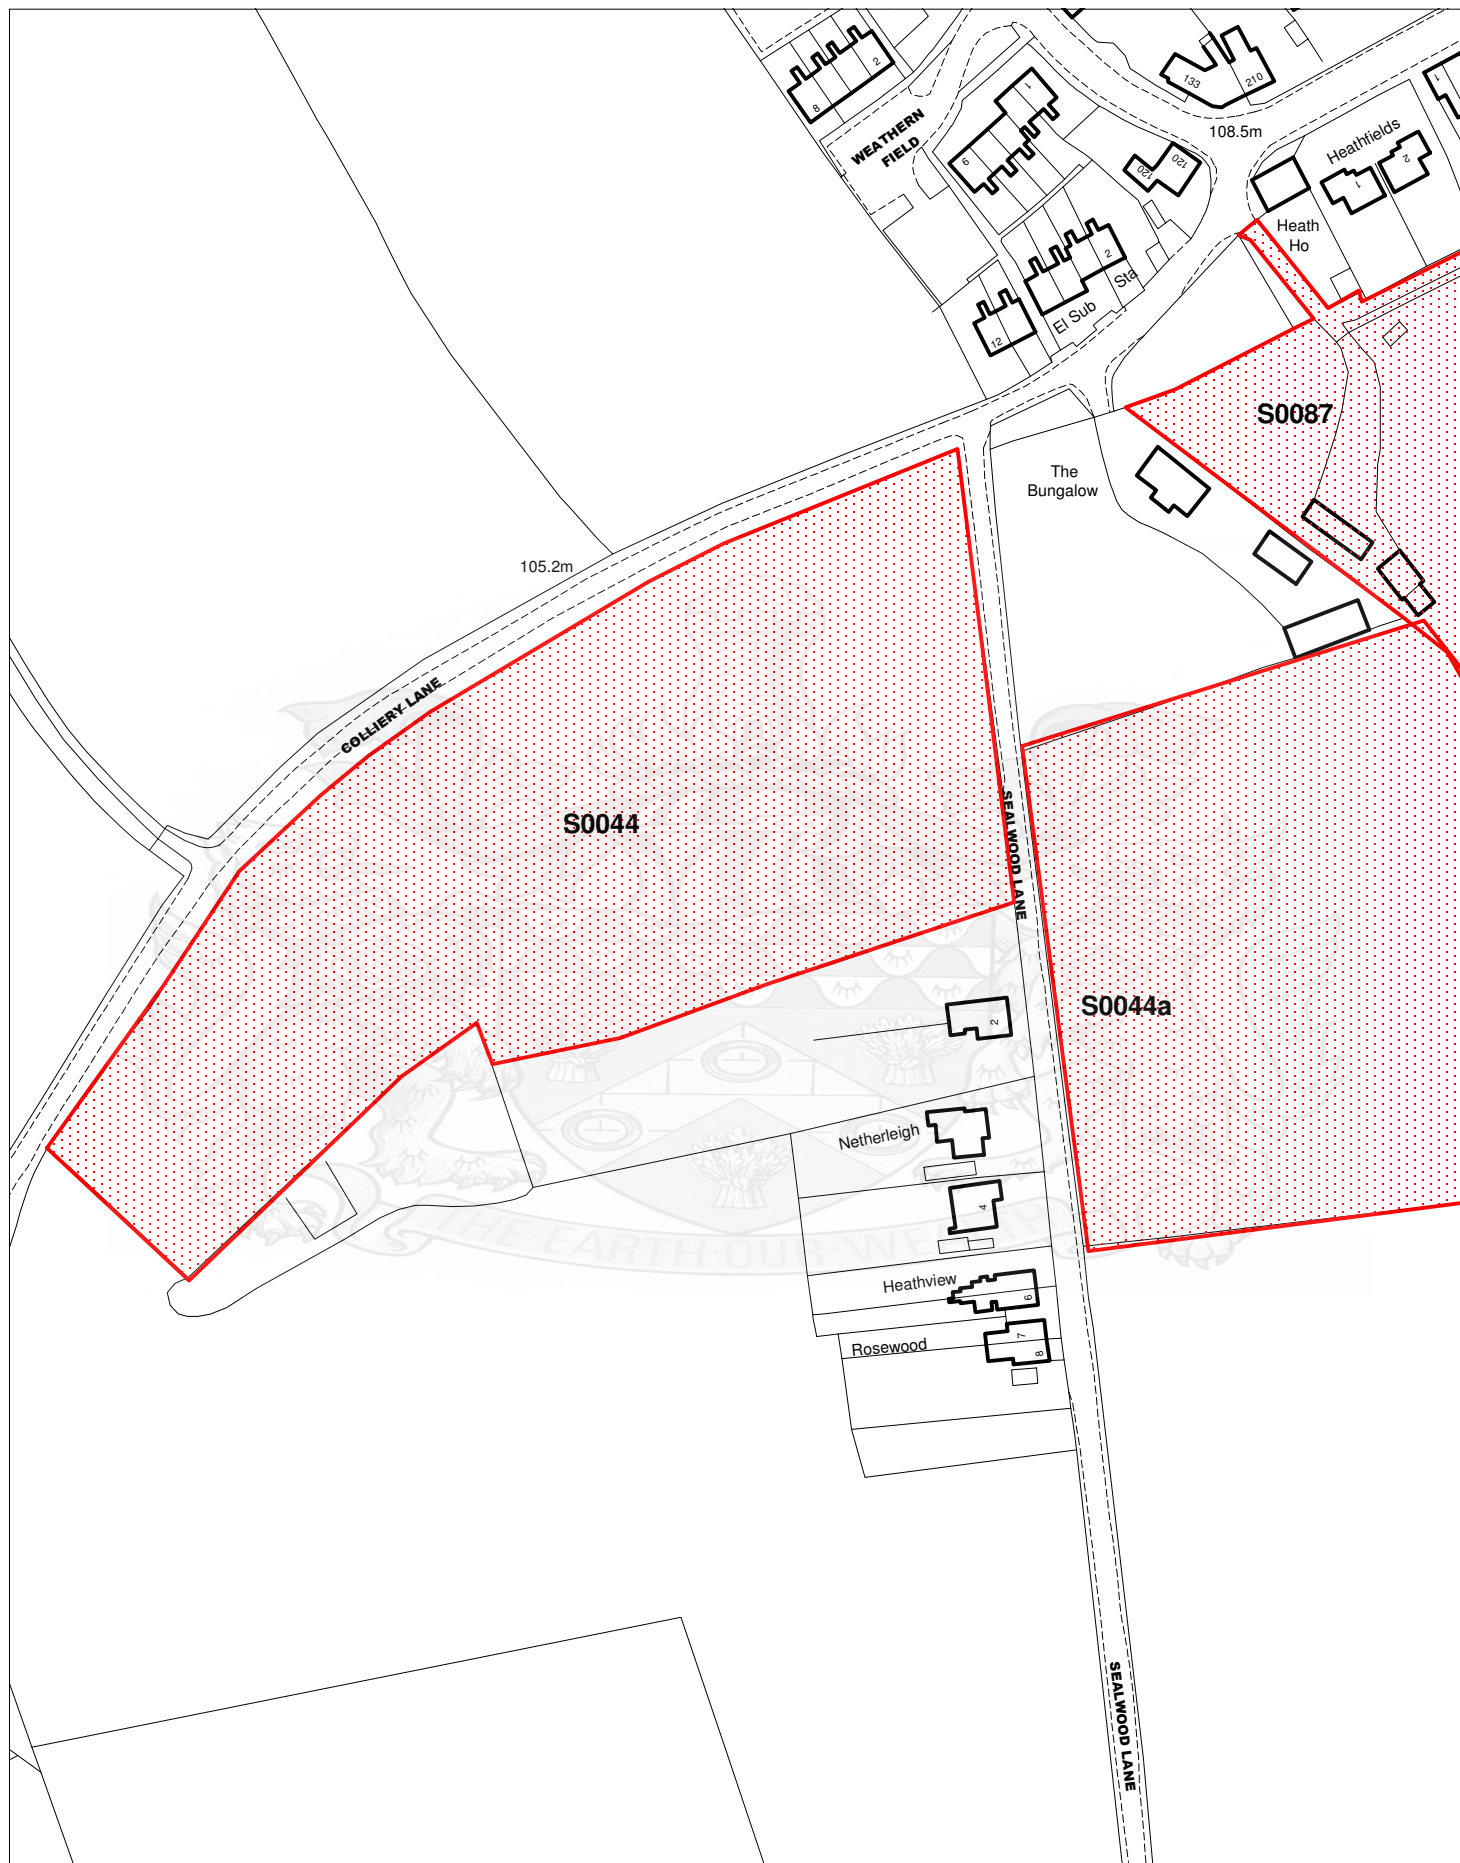 2
8
WEATHERN
FIELD
1
9
133
210
108.5m
120
120
Heathfields
1
2
1
Heath
Ho
2
El Sub Sta
12
S0087
The
Bungalow
105.2m
COLLIERY LANE
S0044
SEALWOOD LANE
S0044a
2
Netherleigh
4
THE EARTH OUR WEALTH
Heathview
6
7
Rosewood
8
SEALWOOD LANE